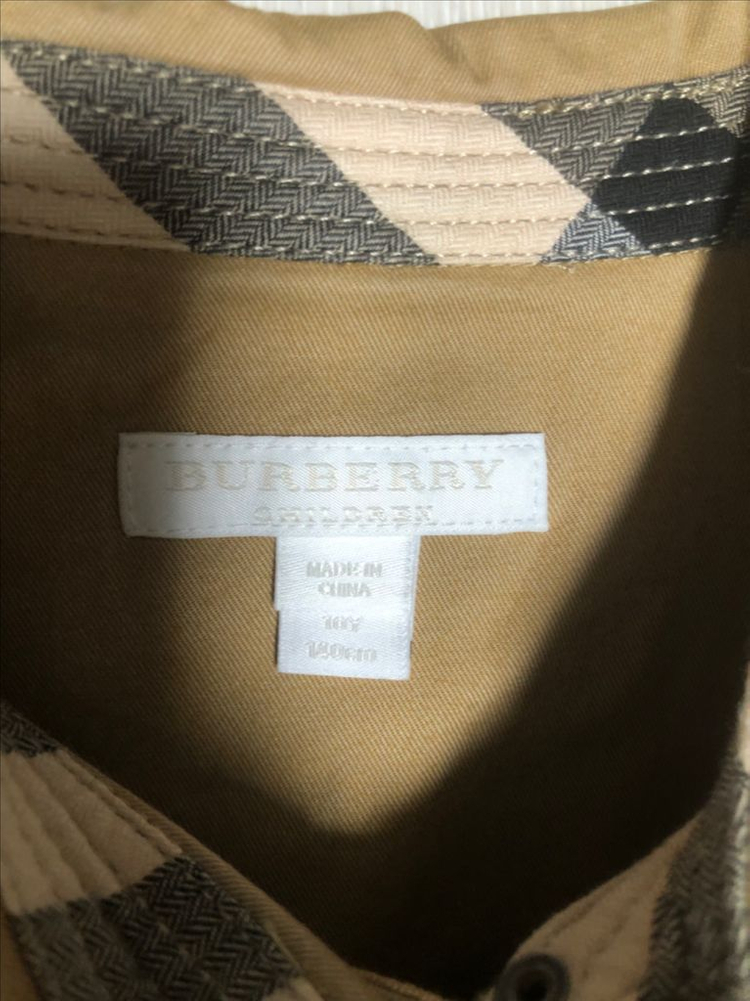 BURBERRY
CHILDREN
MADE IN
CHINA
10Y
140cm